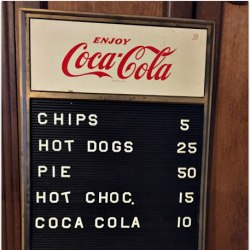 ENJOY
Coca-Cola
CHIPS 5
HOT DOGS 25
PIE 50
HOT CHOC. 15
COCA COLA 10